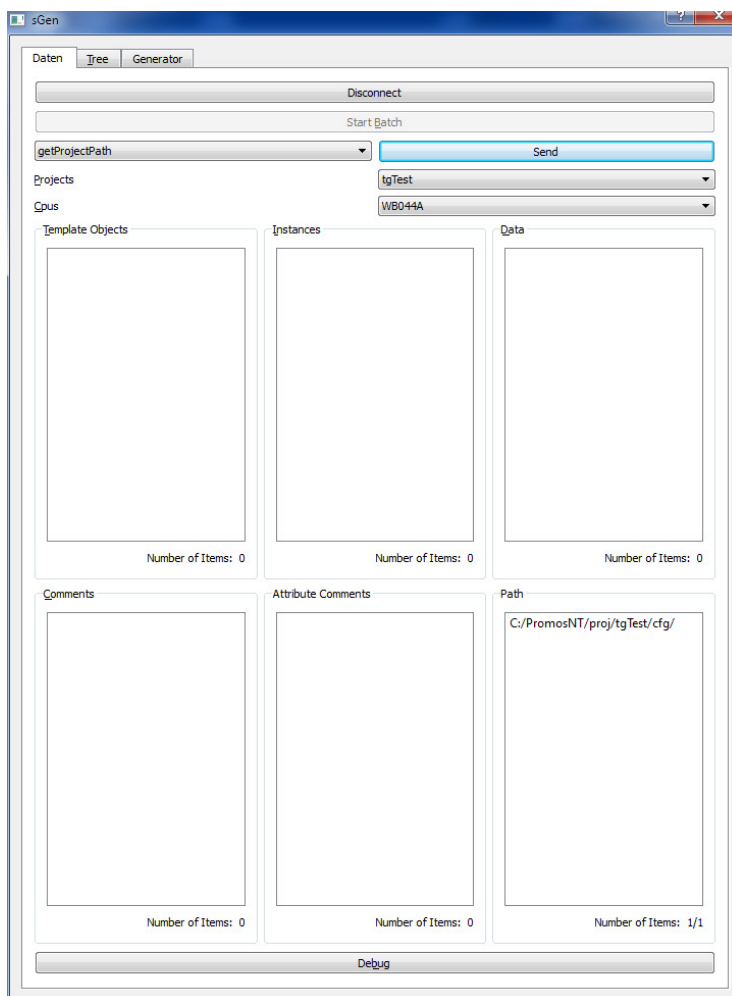 sGen
Daten Tree Generator
Disconnect
Start Batch
getProjectPath Send
Projects tgTest
Cpus WB044A
Template Objects Instances Data
Number of Items: 0 Number of Items: 0 Number of Items: 0
Comments Attribute Comments Path
C:/PromosNT/proj/tgTest/cfg/
Number of Items: 0 Number of Items: 0 Number of Items: 1/1
Debug